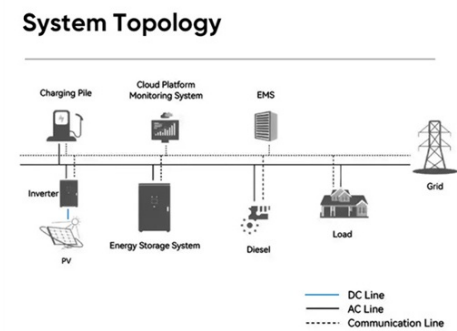 System Topology
Charging Pile
Cloud Platform
Monitoring System
EMS
Grid
Inverter
PV
Energy Storage System
Diesel
Load
DC Line
AC Line
Communication Line